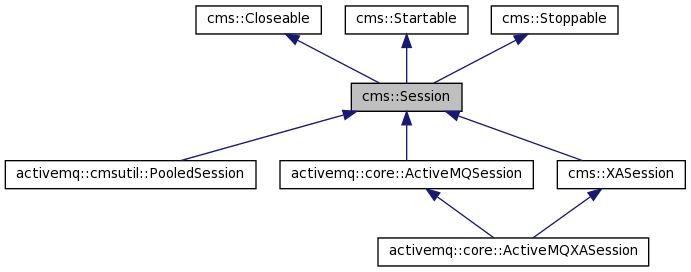 cms::Closeable
cms::Startable
cms::Stoppable
cms::Session
activemq::cmsutil::PooledSession
activemq::core::ActiveMQSession
cms::XASession
activemq::core::ActiveMQXASession